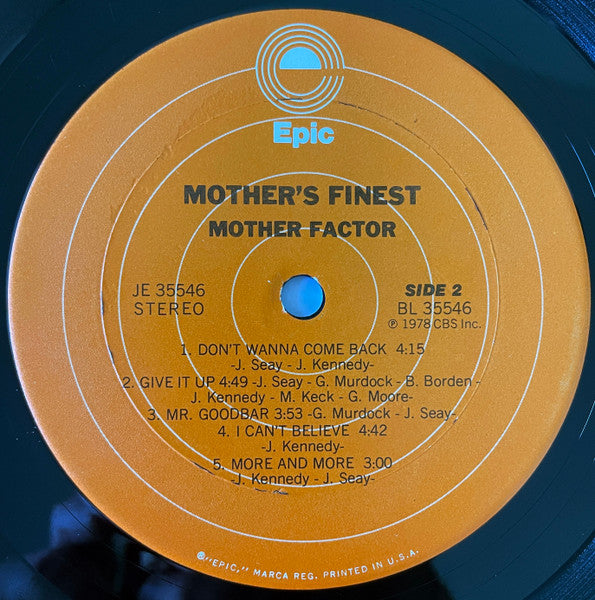 Epic
MOTHER'S FINEST
MOTHER FACTOR
JE 35546
STEREO
SIDE 2
BL 35546
℗ 1978 CBS Inc.
1. DON'T WANNA COME BACK 4:15
-J. Seay - J. Kennedy-
2. GIVE IT UP 4:49 -J. Seay - G. Murdock - B. Borden -
J. Kennedy - M. Keck - G. Moore-
3. MR. GOODBAR 3:53 -G. Murdock - J. Seay-
4. I CAN'T BELIEVE 4:42
-J. Kennedy-
5. MORE AND MORE 3:00
-J. Kennedy - J. Seay-
®"EPIC," MARCA REG. PRINTED IN U.S.A.